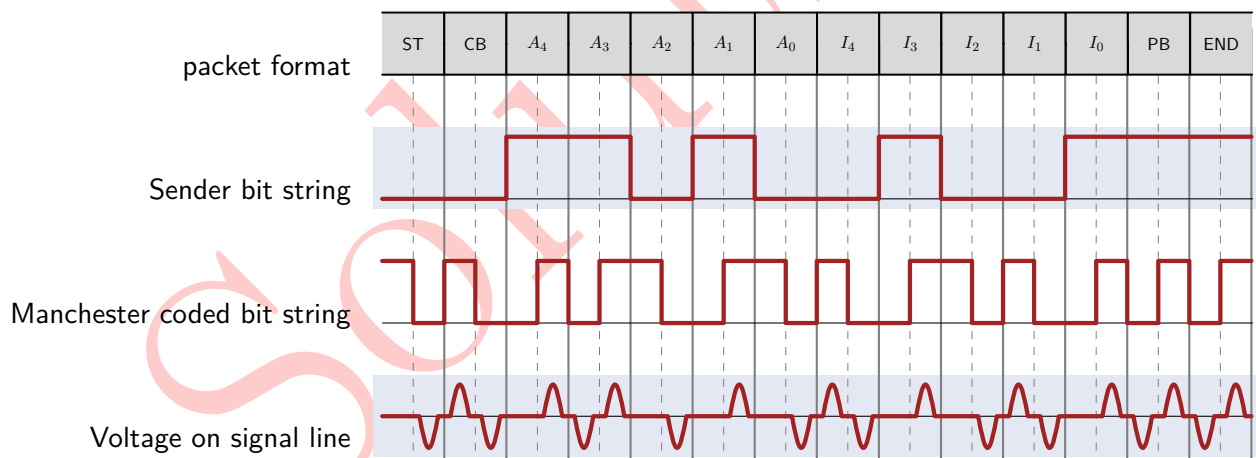 ST CB A₄ A₃ A₂ A₁ A₀ I₄ I₃ I₂ I₁ I₀ PB END
packet format
Sender bit string
Manchester coded bit string
Voltage on signal line